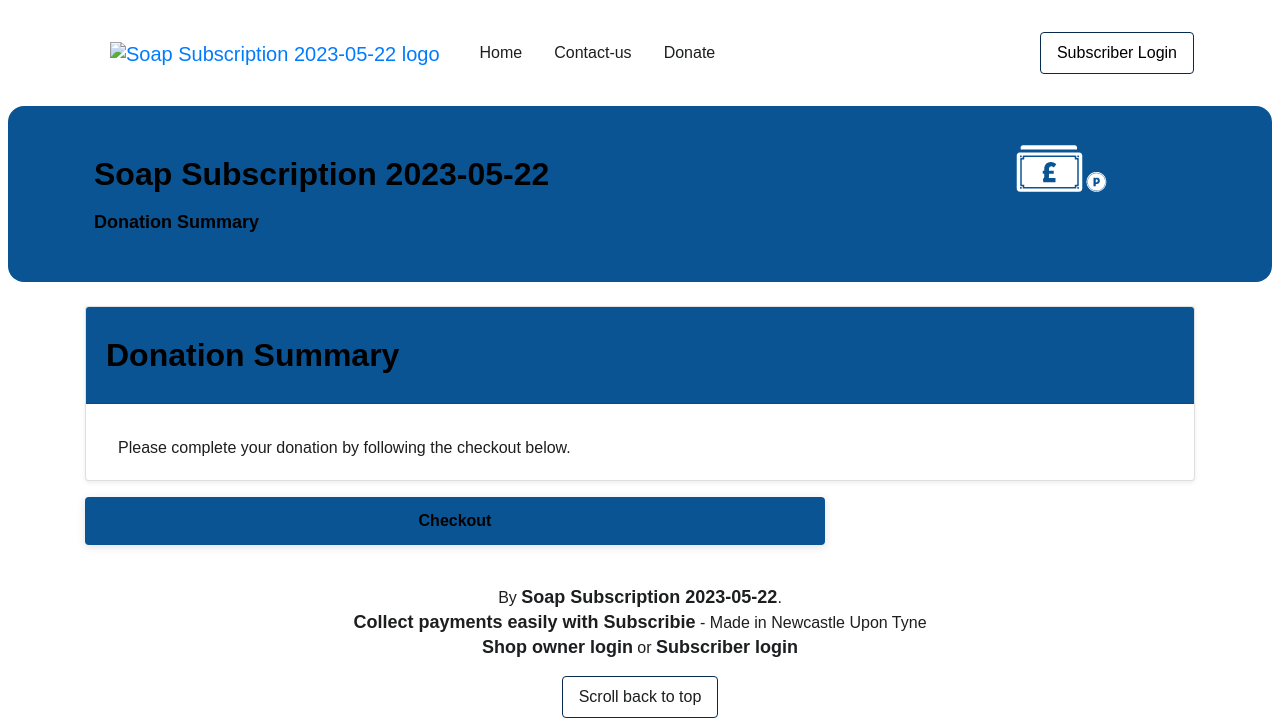 Soap Subscription 2023-05-22 logo
Home
Contact-us
Donate
Subscriber Login
Soap Subscription 2023-05-22
Donation Summary
£
P
Donation Summary
Please complete your donation by following the checkout below.
Checkout
By Soap Subscription 2023-05-22.
Collect payments easily with Subscribie - Made in Newcastle Upon Tyne
Shop owner login or Subscriber login
Scroll back to top